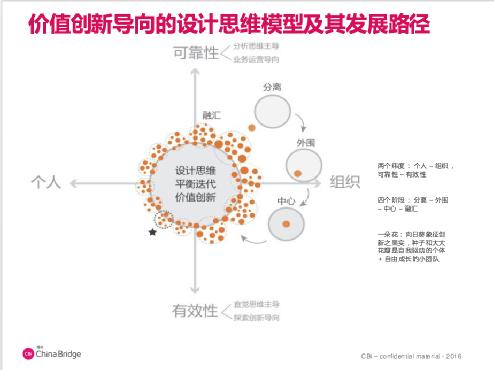 价值创新导向的设计思维模型及其发展路径
可靠性
分析思维主导
业务运营导向
分离
融汇
外围
设计思维
平衡迭代
价值创新
个人
组织
中心
两个纬度：个人 – 组织，
可靠性 – 有效性
四个阶段：分离 – 外围
– 中心 – 融汇
一朵花：向日葵象征创
新之果实，种子和大大
花瓣是自我驱动的个体
+ 自由成长的小团队
有效性
直觉思维主导
探索创新导向
CBi
ChinaBridge
CBi – confidential material - 2016